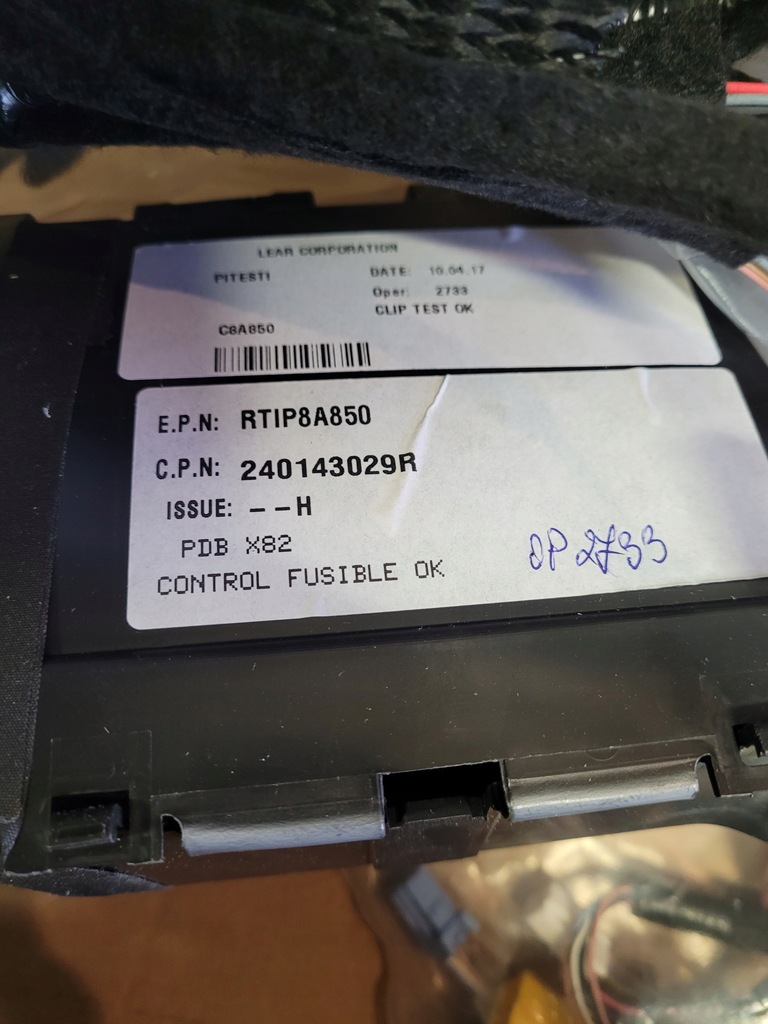 LEAR CORPORATION
PITESTI DATE: 10.04.17
Oper: 2733
CLIP TEST OK
C8A850
E.P.N: RTIP8A850
C.P.N: 240143029R
ISSUE: – – H
PDB X82
OP 2733
CONTROL FUSIBLE OK